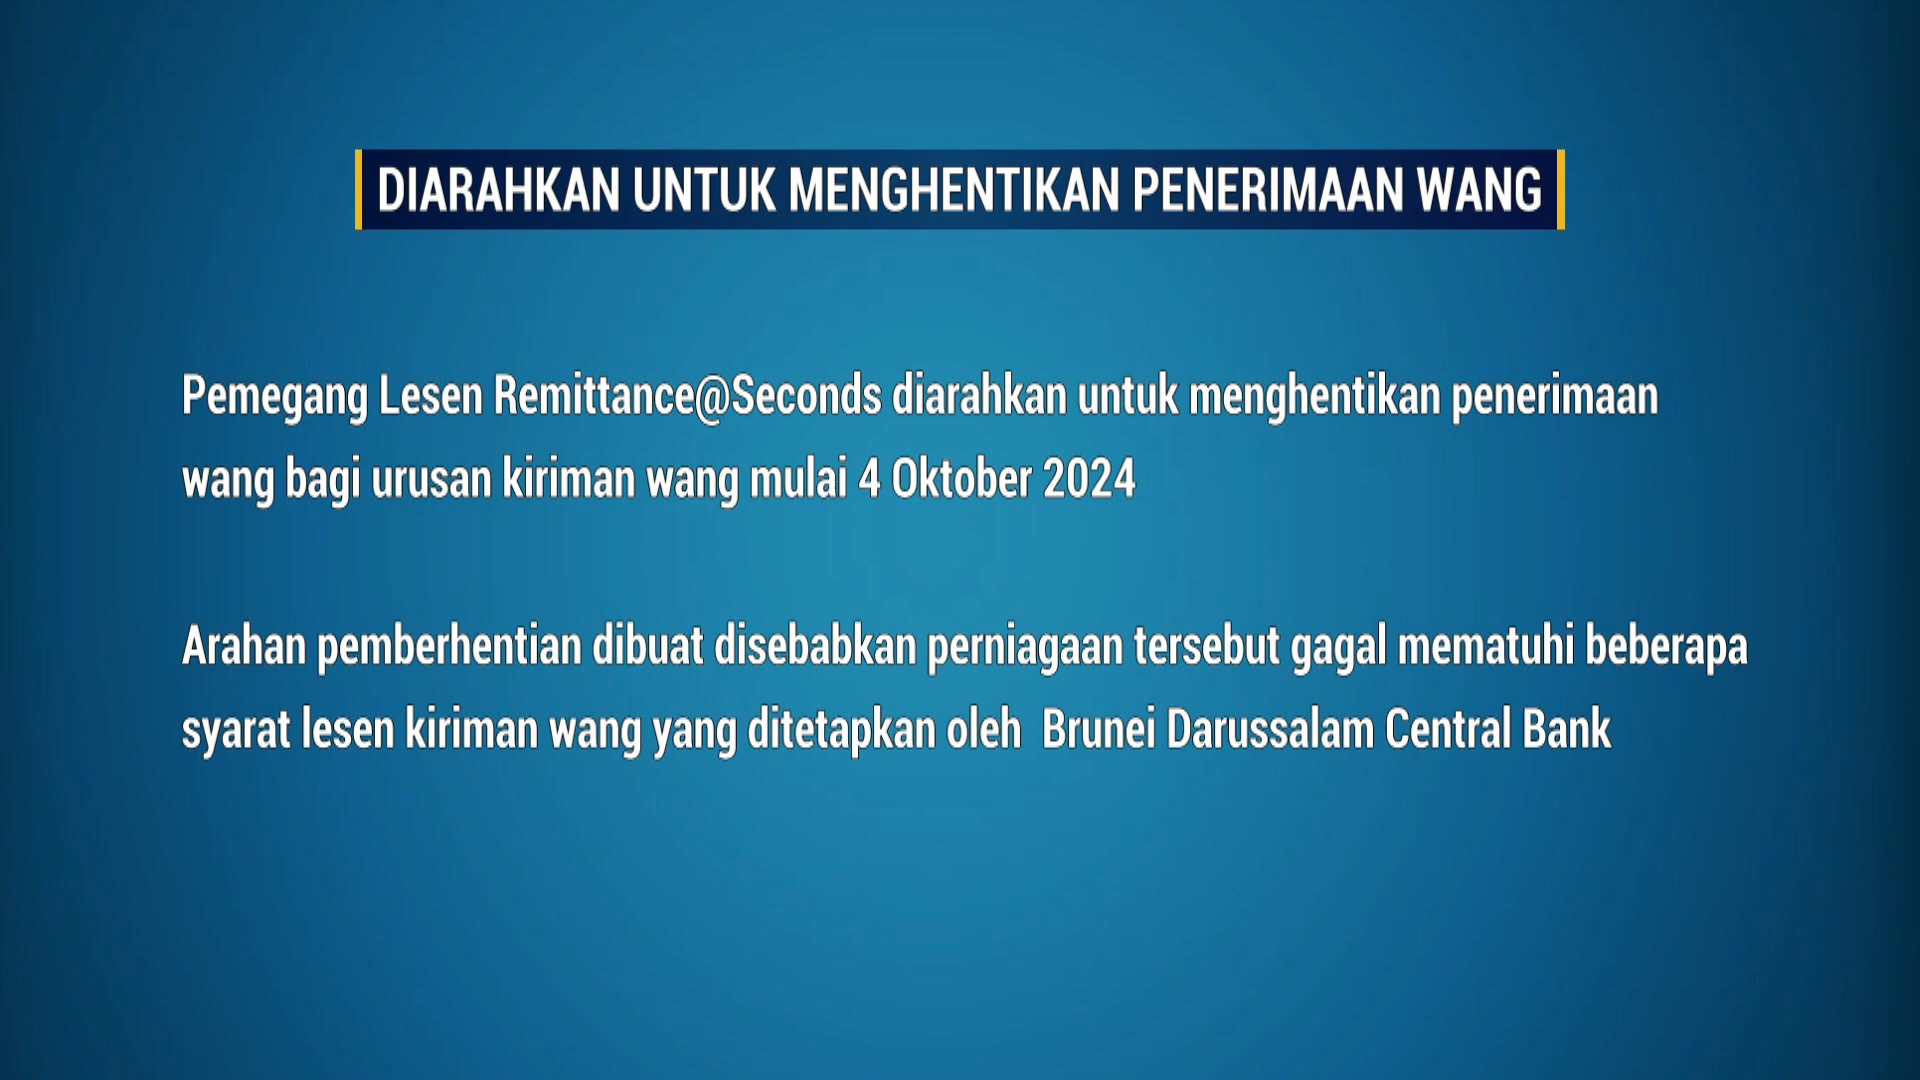 DIARAHKAN UNTUK MENGHENTIKAN PENERIMAAN WANG
Pemegang Lesen Remittance@Seconds diarahkan untuk menghentikan penerimaan
wang bagi urusan kiriman wang mulai 4 Oktober 2024
Arahan pemberhentian dibuat disebabkan perniagaan tersebut gagal mematuhi beberapa
syarat lesen kiriman wang yang ditetapkan oleh  Brunei Darussalam Central Bank